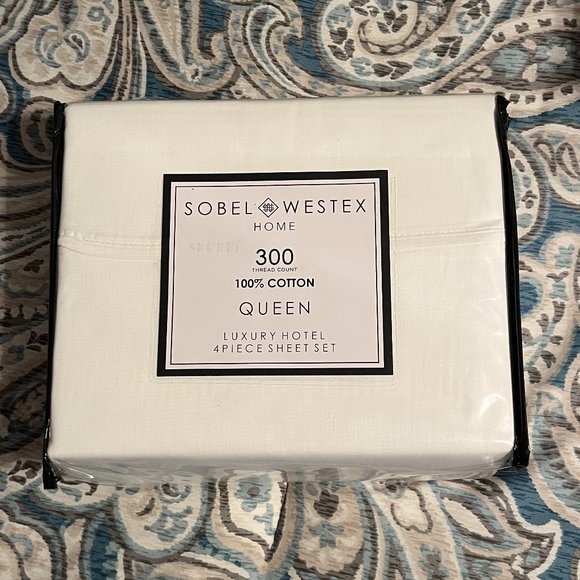 SOBEL WESTEX
HOME
300
THREAD COUNT
100% COTTON
QUEEN
LUXURY HOTEL
4PIECE SHEET SET